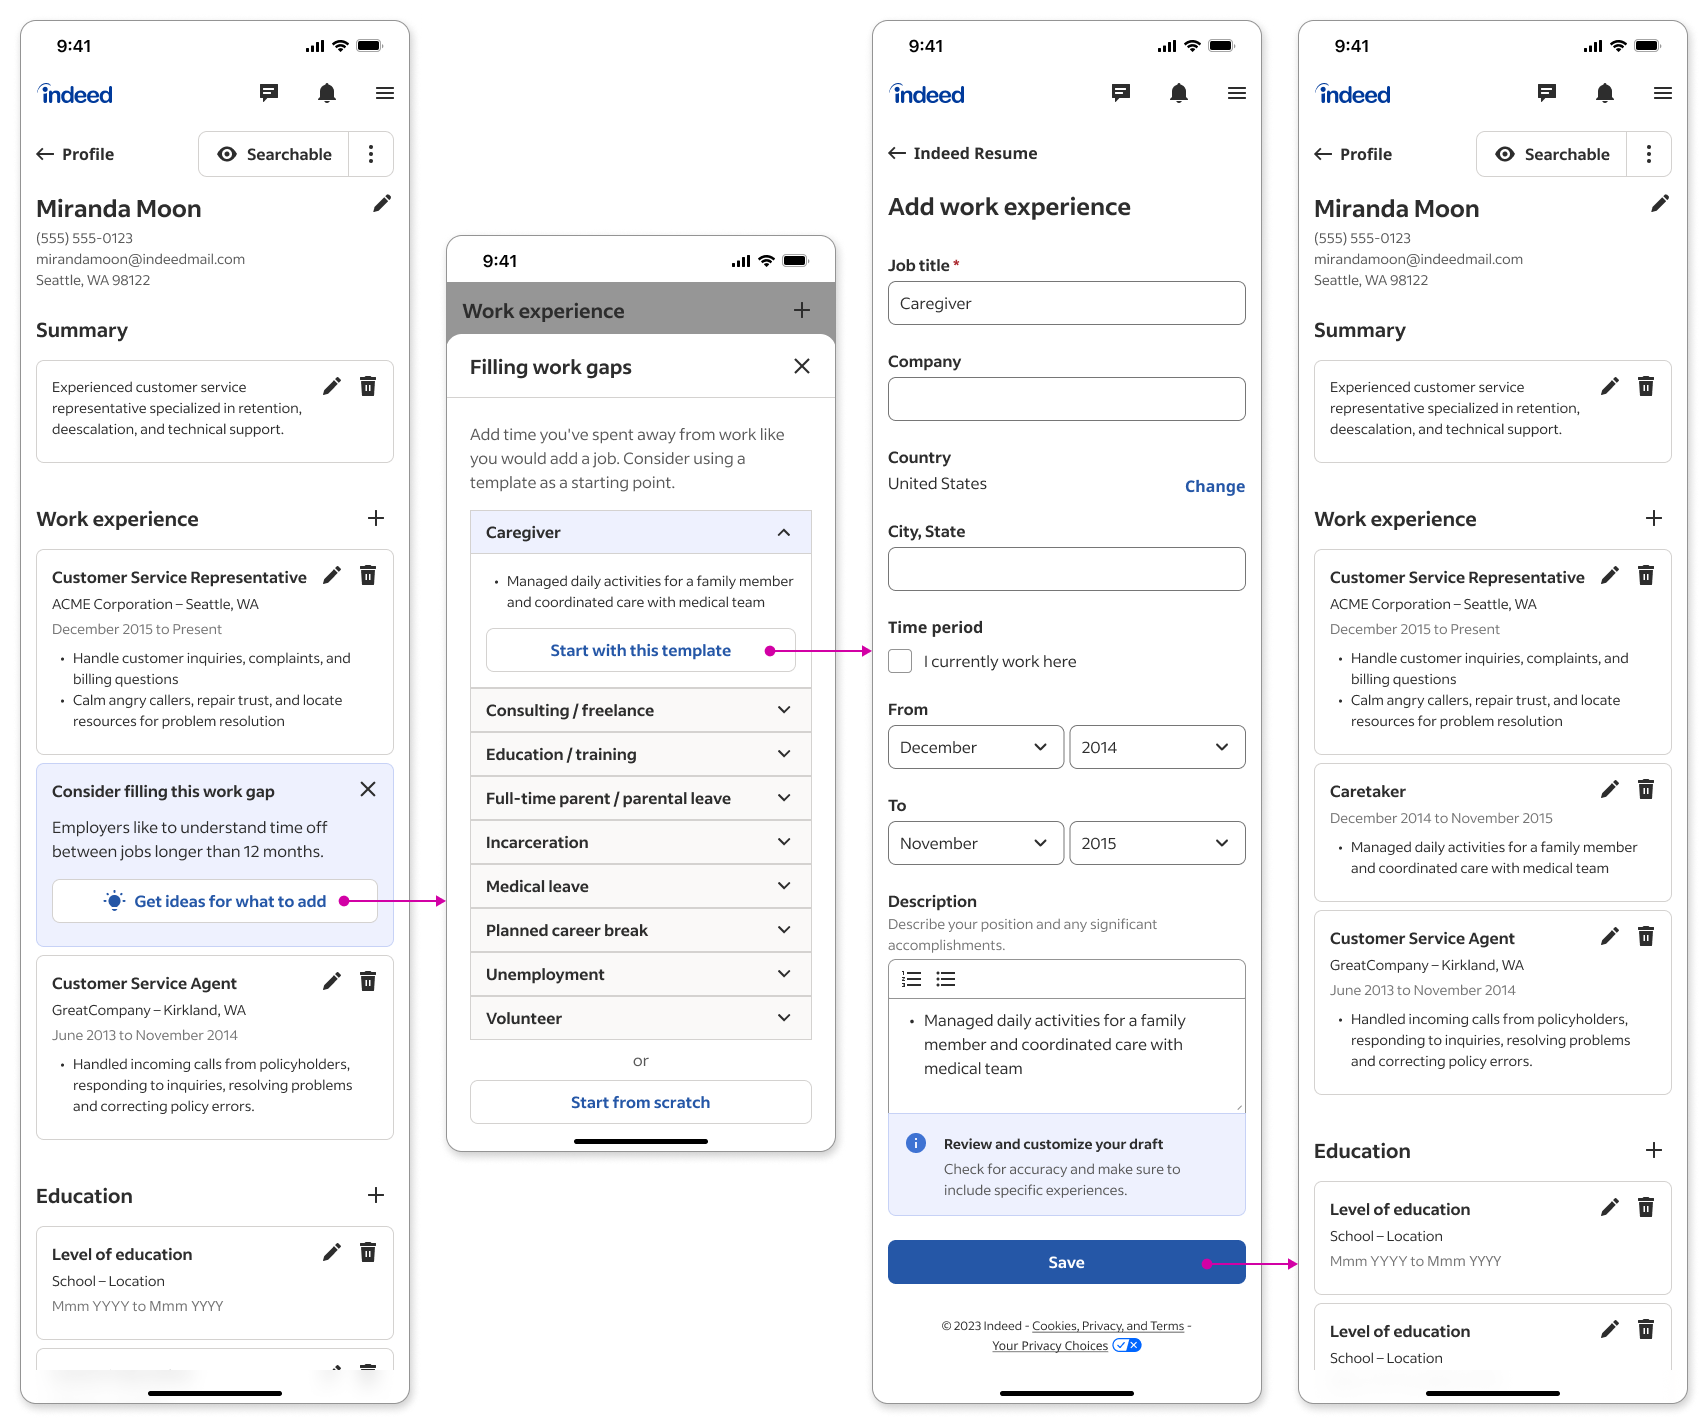 9:41
indeed
Profile
Searchable
Miranda Moon
(555) 555-0123
mirandamoon@indeedmail.com
Seattle, WA 98122
Summary
Experienced customer service
representative specialized in retention,
deescalation, and technical support.
Work experience
Customer Service Representative
ACME Corporation – Seattle, WA
December 2015 to Present
• Handle customer inquiries, complaints, and
billing questions
• Calm angry callers, repair trust, and locate
resources for problem resolution
Consider filling this work gap
Employers like to understand time off
between jobs longer than 12 months.
Get ideas for what to add
Customer Service Agent
GreatCompany – Kirkland, WA
June 2013 to November 2014
• Handled incoming calls from policyholders,
responding to inquiries, resolving problems
and correcting policy errors.
Education
Level of education
School – Location
Mmm YYYY to Mmm YYYY
9:41
Work experience
Filling work gaps
Add time you've spent away from work like
you would add a job. Consider using a
template as a starting point.
Caregiver
• Managed daily activities for a family member
and coordinated care with medical team
Start with this template
Consulting / freelance
Education / training
Full-time parent / parental leave
Incarceration
Medical leave
Planned career break
Unemployment
Volunteer
or
Start from scratch
9:41
indeed
Indeed Resume
Add work experience
Job title *
Caregiver
Company
Country
United States
Change
City, State
Time period
I currently work here
From
December
2014
To
November
2015
Description
Describe your position and any significant
accomplishments.
• Managed daily activities for a family
member and coordinated care with
medical team
Review and customize your draft
Check for accuracy and make sure to
include specific experiences.
Save
© 2023 Indeed - Cookies, Privacy, and Terms -
Your Privacy Choices
9:41
indeed
Profile
Searchable
Miranda Moon
(555) 555-0123
mirandamoon@indeedmail.com
Seattle, WA 98122
Summary
Experienced customer service
representative specialized in retention,
deescalation, and technical support.
Work experience
Customer Service Representative
ACME Corporation – Seattle, WA
December 2015 to Present
• Handle customer inquiries, complaints, and
billing questions
• Calm angry callers, repair trust, and locate
resources for problem resolution
Caretaker
December 2014 to November 2015
• Managed daily activities for a family member
and coordinated care with medical team
Customer Service Agent
GreatCompany – Kirkland, WA
June 2013 to November 2014
• Handled incoming calls from policyholders,
responding to inquiries, resolving problems
and correcting policy errors.
Education
Level of education
School – Location
Mmm YYYY to Mmm YYYY
Level of education
School – Location